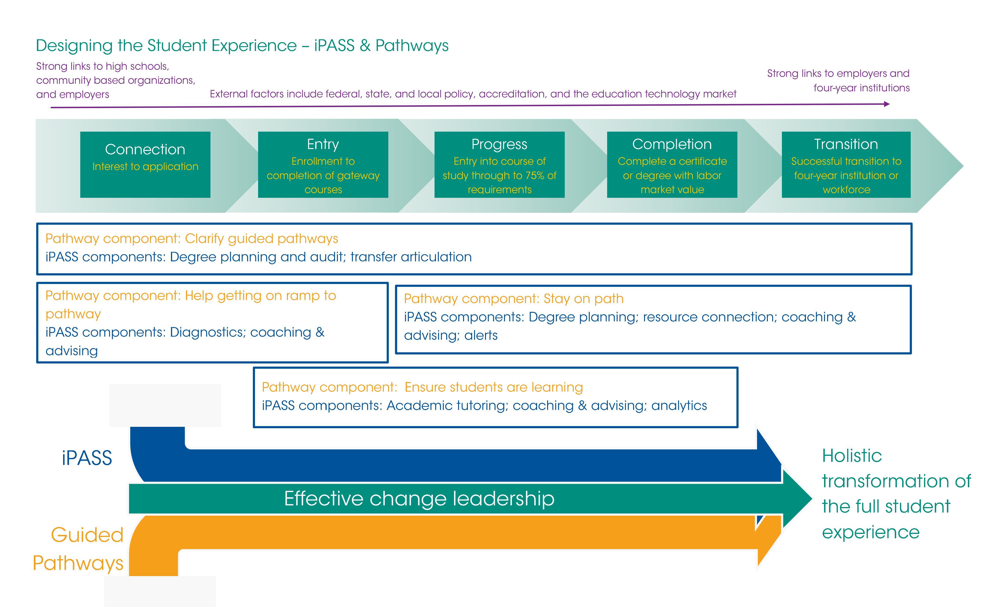 Designing the Student Experience – iPASS & Pathways
Strong links to high schools,
community based organizations,
and employers
External factors include federal, state, and local policy, accreditation, and the education technology market
Strong links to employers and
four-year institutions
Connection
Interest to application
Entry
Enrollment to
completion of gateway
courses
Progress
Entry into course of
study through to 75% of
requirements
Completion
Complete a certificate
or degree with labor
market value
Transition
Successful transition to
four-year institution or
workforce
Pathway component: Clarify guided pathways
iPASS components: Degree planning and audit; transfer articulation
Pathway component: Help getting on ramp to
pathway
iPASS components: Diagnostics; coaching &
advising
Pathway component: Stay on path
iPASS components: Degree planning; resource connection; coaching &
advising; alerts
Pathway component:  Ensure students are learning
iPASS components: Academic tutoring; coaching & advising; analytics
iPASS
Effective change leadership
Guided
Pathways
Holistic
transformation of
the full student
experience